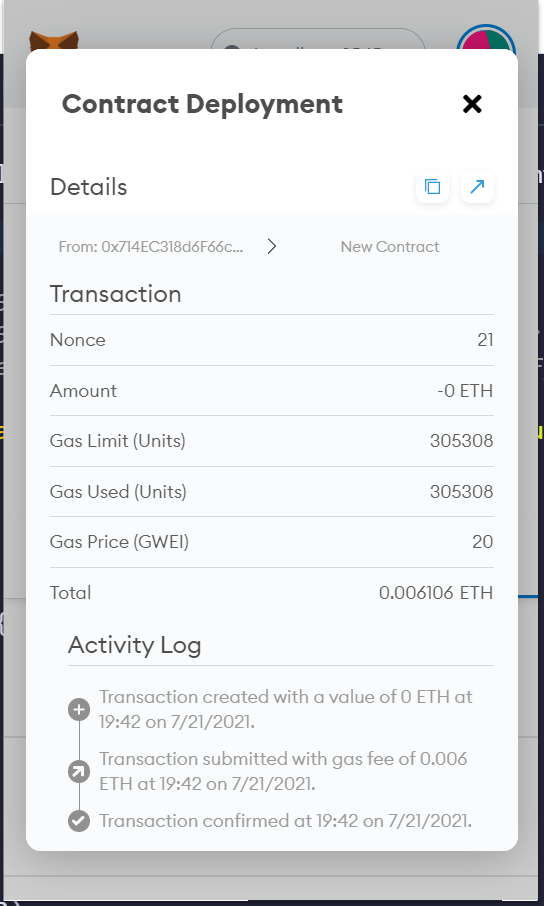 Contract Deployment
Details
From: 0x714EC318d6F66c...
New Contract
Transaction
Nonce 21
Amount -0 ETH
Gas Limit (Units) 305308
Gas Used (Units) 305308
Gas Price (GWEI) 20
Total 0.006106 ETH
Activity Log
Transaction created with a value of 0 ETH at
19:42 on 7/21/2021.
Transaction submitted with gas fee of 0.006
ETH at 19:42 on 7/21/2021.
Transaction confirmed at 19:42 on 7/21/2021.